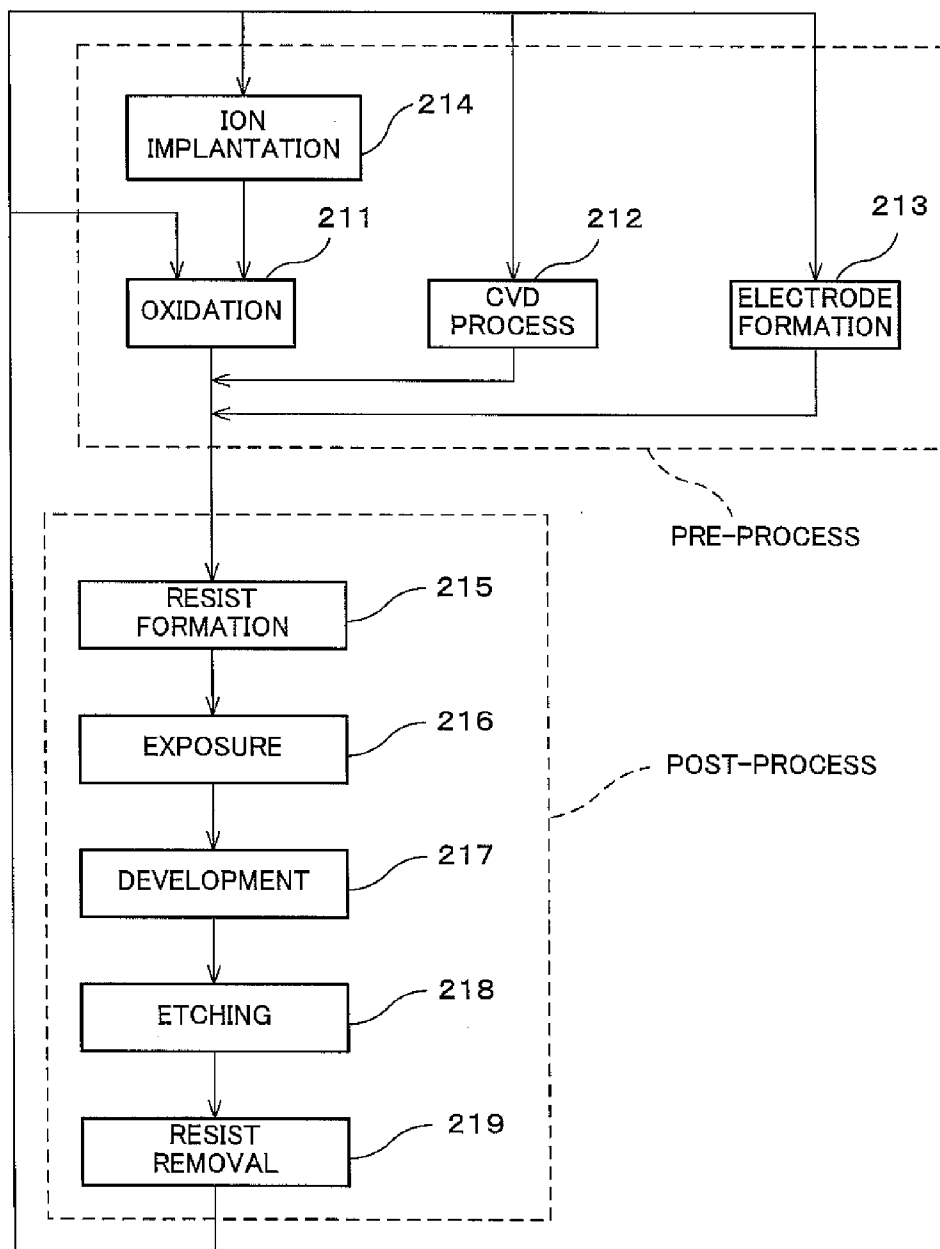 ION
IMPLANTATION
214
211
212
213
OXIDATION
CVD
PROCESS
ELECTRODE
FORMATION
PRE-PROCESS
RESIST
FORMATION
215
EXPOSURE
216
POST-PROCESS
DEVELOPMENT
217
ETCHING
218
RESIST
REMOVAL
219